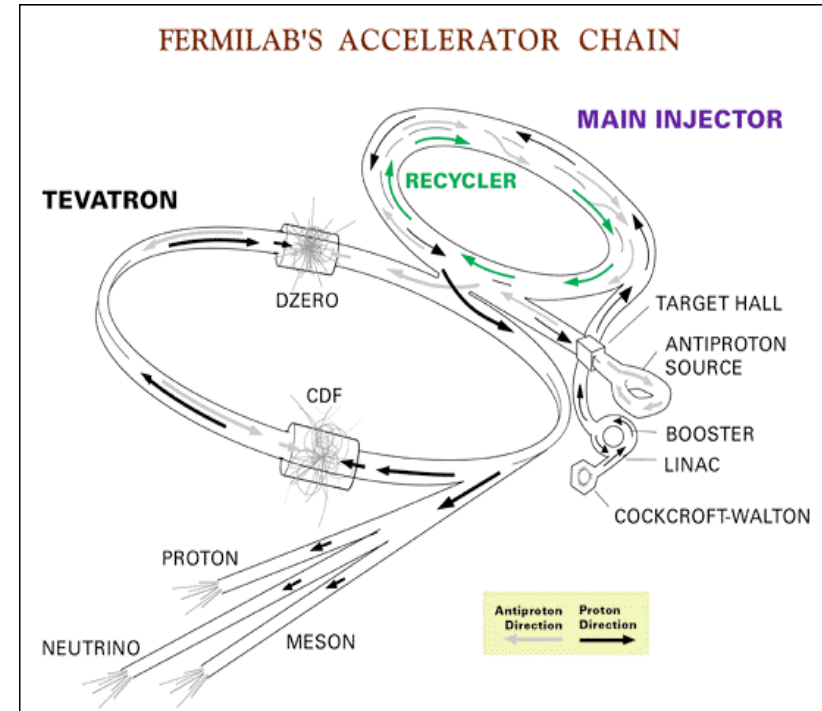 FERMILAB'S ACCELERATOR CHAIN
MAIN INJECTOR
RECYCLER
TEVATRON
DZERO
TARGET HALL
ANTIPROTON
SOURCE
CDF
BOOSTER
LINAC
COCKCROFT-WALTON
PROTON
NEUTRINO
MESON
Antiproton Proton
Direction Direction